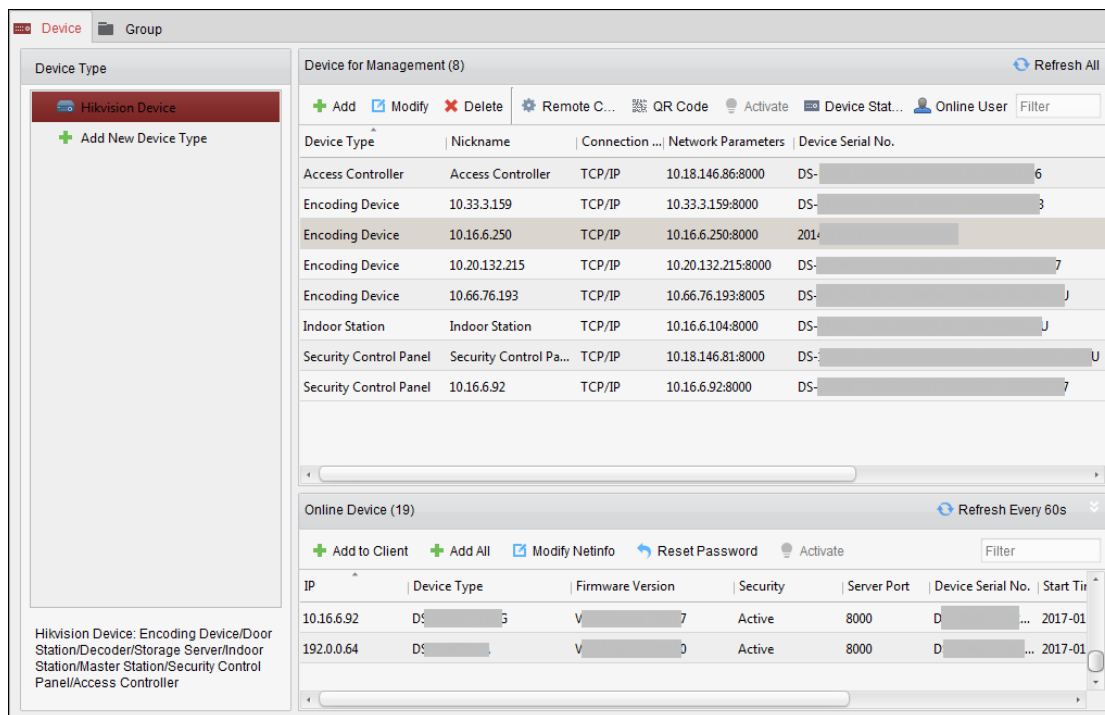 Device Group
Device Type
Hikvision Device
Add New Device Type
Hikvision Device: Encoding Device/Door
Station/Decoder/Storage Server/Indoor
Station/Master Station/Security Control
Panel/Access Controller
Device for Management (8) Refresh All
Add Modify Delete Remote C... QR Code Activate Device Stat... Online User Filter
Device Type Nickname Connection ... Network Parameters Device Serial No.
Access Controller Access Controller TCP/IP 10.18.146.86:8000 DS- 6
Encoding Device 10.33.3.159 TCP/IP 10.33.3.159:8000 DS- 3
Encoding Device 10.16.6.250 TCP/IP 10.16.6.250:8000 2014
Encoding Device 10.20.132.215 TCP/IP 10.20.132.215:8000 DS- 7
Encoding Device 10.66.76.193 TCP/IP 10.66.76.193:8005 DS- U
Indoor Station Indoor Station TCP/IP 10.16.6.104:8000 DS- U
Security Control Panel Security Control Pa... TCP/IP 10.18.146.81:8000 DS- U
Security Control Panel 10.16.6.92 TCP/IP 10.16.6.92:8000 DS- 7
Online Device (19) Refresh Every 60s
Add to Client Add All Modify Netinfo Reset Password Activate Filter
IP Device Type Firmware Version Security Server Port Device Serial No. Start Tir
10.16.6.92 DS G V 7 Active 8000 D ... 2017-01
192.0.0.64 DS V 0 Active 8000 D ... 2017-01